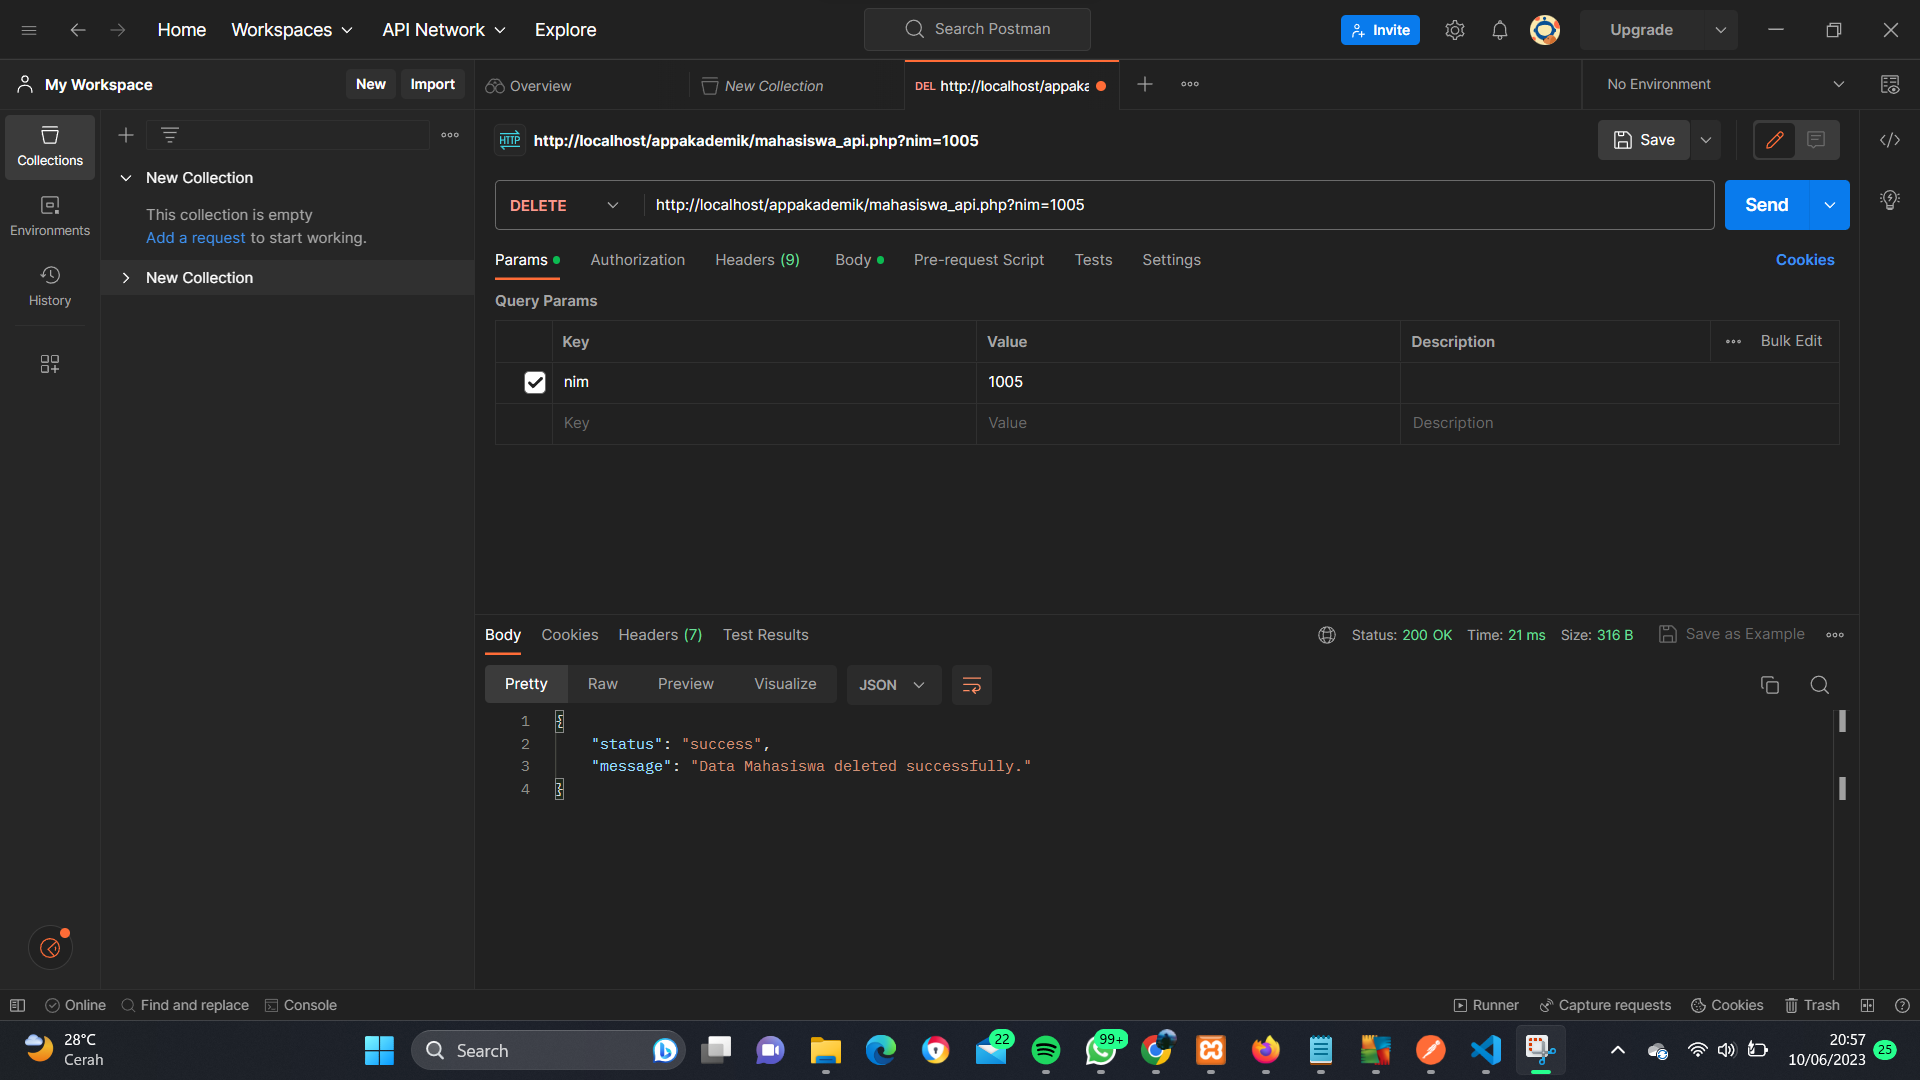 Home Workspaces API Network Explore Search Postman Invite Upgrade
My Workspace New Import Overview New Collection DEL http://localhost/appaka No Environment
HTTP http://localhost/appakademik/mahasiswa_api.php?nim=1005 Save
Collections
Environments
History
New Collection
This collection is empty
Add a request to start working.
New Collection
DELETE http://localhost/appakademik/mahasiswa_api.php?nim=1005 Send
Params Authorization Headers (9) Body Pre-request Script Tests Settings Cookies
Query Params
Key Value Description Bulk Edit
nim 1005
Key Value Description
Body Cookies Headers (7) Test Results Status: 200 OK Time: 21 ms Size: 316 B Save as Example
Pretty Raw Preview Visualize JSON
1 {
2 "status": "success",
3 "message": "Data Mahasiswa deleted successfully."
4 }
Online Find and replace Console Runner Capture requests Cookies Trash
28°C
Cerah
Search
22
99+
20:57
10/06/2023
25